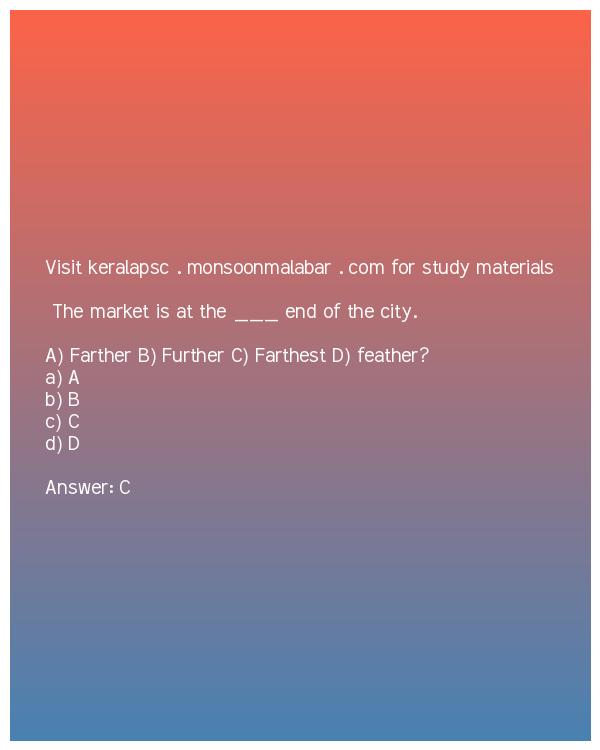 Visit keralapsc . monsoonmalabar . com for study materials
The market is at the ___ end of the city.
A) Farther B) Further C) Farthest D) feather?
a) A
b) B
c) C
d) D
Answer: C